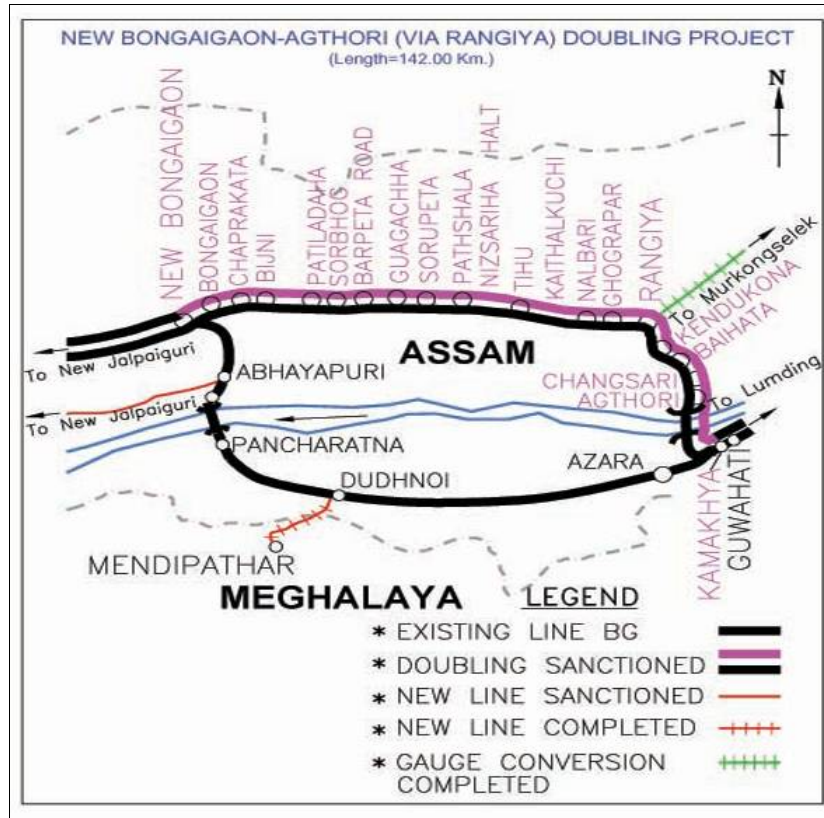 NEW BONGAIGAON-AGTHORI (VIA RANGIYA) DOUBLING PROJECT
(Length=142.00 Km.)
N
NEW BONGAIGAON
BONGAIGAON
CHAPRAKATA
BIJNI
PATILADAHA
SORBHOG
BARPETA ROAD
GUAGACHHA
SORUPETA
PATHSHALA
NIZSARIHA HALT
TIHU
KAITHALKUCHI
NALBARI
GHOGRAPAR
RANGIYA
To Murkongselek
KENDUKONA
BAIHATA
To New Jalpaiguri
ASSAM
ABHAYAPURI
CHANGSARI
AGTHORI
To Lumding
To New Jalpaiguri
PANCHARATNA
AZARA
DUDHNOI
KAMAKHYA
GUWAHATI
MENDIPATHAR
MEGHALAYA
LEGEND
* EXISTING LINE BG
* DOUBLING SANCTIONED
* NEW LINE SANCTIONED
* NEW LINE COMPLETED
* GAUGE CONVERSION
COMPLETED